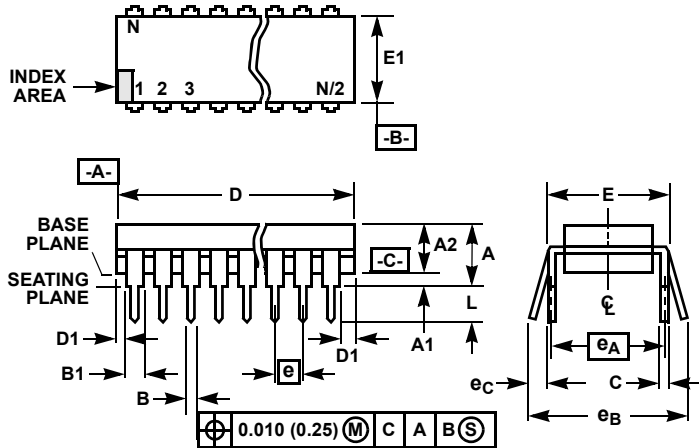 N
E1
INDEX
AREA
1 2 3 N/2
-B-
-A-
D
E
BASE
PLANE
A2
A
-C-
SEATING
PLANE
L
C
L
D1
A1
D1
eA
B1
e
eC
C
B
eB
0.010 (0.25) Ⓜ C A B Ⓢ